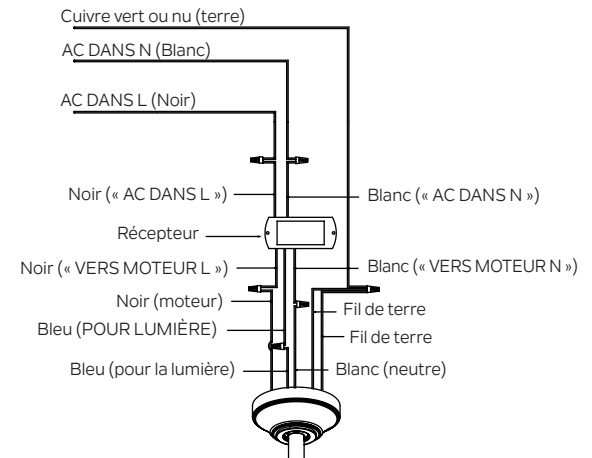 Cuivre vert ou nu (terre)
AC DANS N (Blanc)
AC DANS L (Noir)
Noir (« AC DANS L »)
Blanc (« AC DANS N »)
Récepteur
Noir (« VERS MOTEUR L »)
Blanc (« VERS MOTEUR N »)
Noir (moteur)
Fil de terre
Bleu (POUR LUMIÈRE)
Fil de terre
Bleu (pour la lumière)
Blanc (neutre)